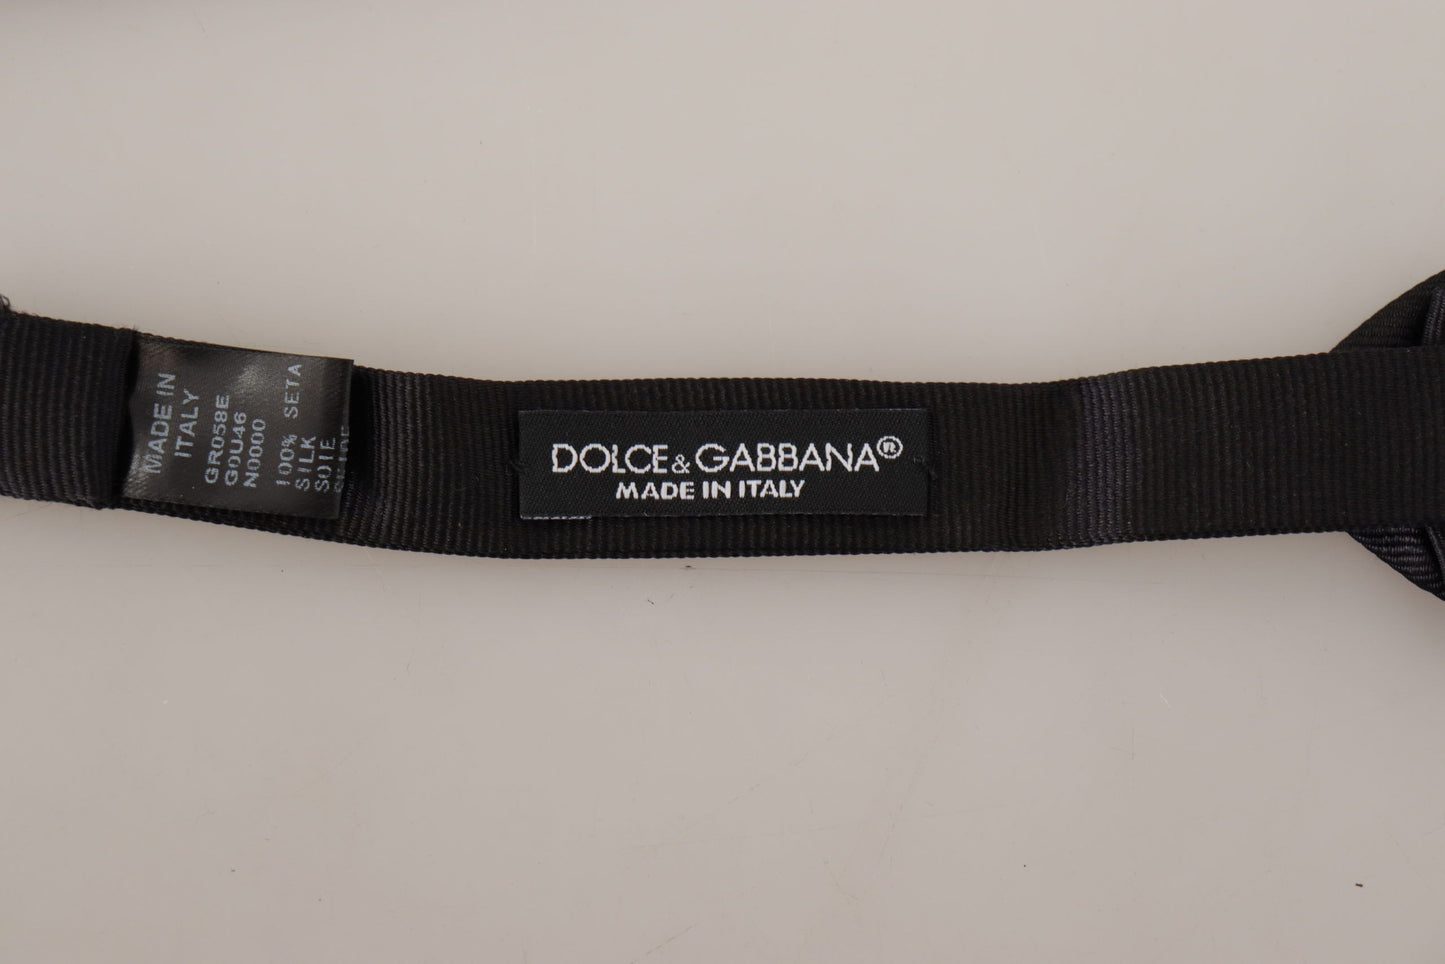 MADE IN
ITALY
GR058E
G0U46
N0000
100% SETA
SILK
SOIE
DOLCE & GABBANA®
MADE IN ITALY